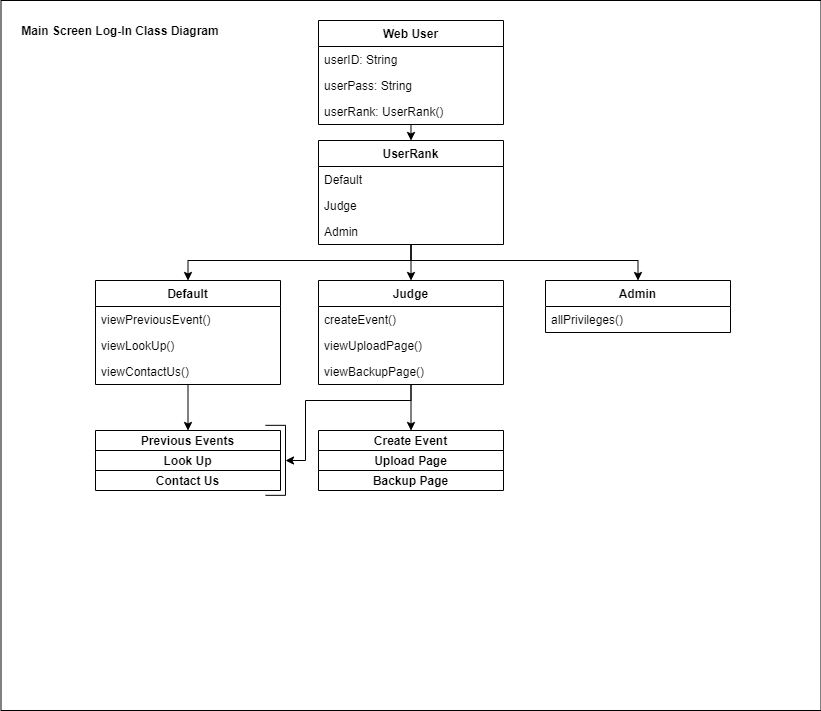 Main Screen Log-In Class Diagram
Web User
userID: String
userPass: String
userRank: UserRank()
UserRank
Default
Judge
Admin
Default
viewPreviousEvent()
viewLookUp()
viewContactUs()
Judge
createEvent()
viewUploadPage()
viewBackupPage()
Admin
allPrivileges()
Previous Events
Look Up
Contact Us
Create Event
Upload Page
Backup Page